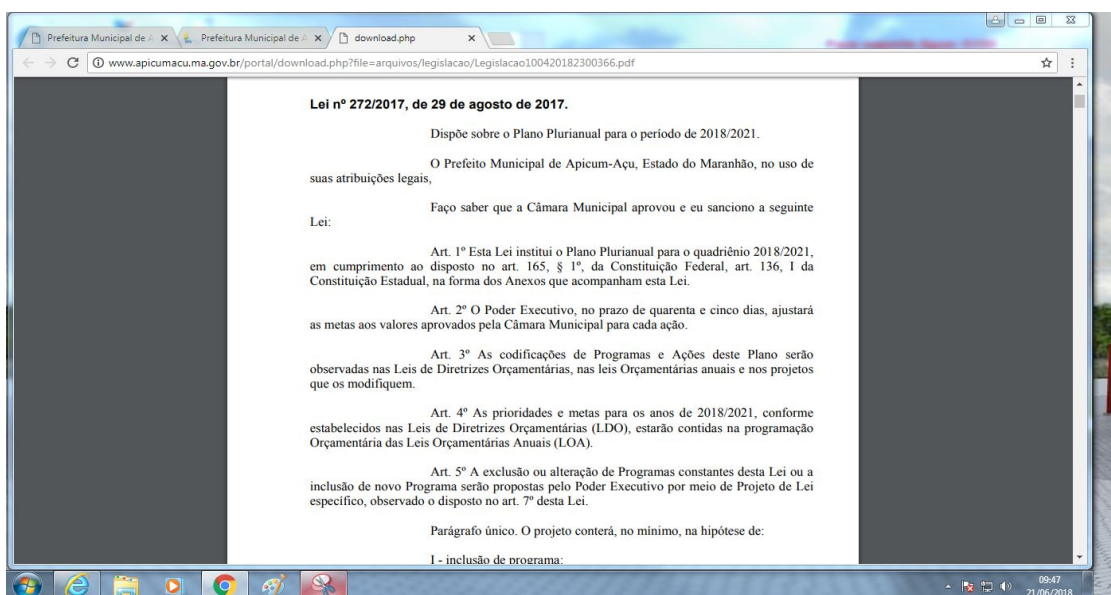 Prefeitura Municipal de A
Prefeitura Municipal de A
download.php
www.apicumacu.ma.gov.br/portal/download.php?file=arquivos/legislacao/Legislacao100420182300366.pdf
Lei nº 272/2017, de 29 de agosto de 2017.
Dispõe sobre o Plano Plurianual para o período de 2018/2021.
O Prefeito Municipal de Apicum-Açu, Estado do Maranhão, no uso de
suas atribuições legais,
Faço saber que a Câmara Municipal aprovou e eu sanciono a seguinte
Lei:
Art. 1º Esta Lei institui o Plano Plurianual para o quadriênio 2018/2021,
em cumprimento ao disposto no art. 165, § 1º, da Constituição Federal, art. 136, I da
Constituição Estadual, na forma dos Anexos que acompanham esta Lei.
Art. 2º O Poder Executivo, no prazo de quarenta e cinco dias, ajustará
as metas aos valores aprovados pela Câmara Municipal para cada ação.
Art. 3º As codificações de Programas e Ações deste Plano serão
observadas nas Leis de Diretrizes Orçamentárias, nas leis Orçamentárias anuais e nos projetos
que os modifiquem.
Art. 4º As prioridades e metas para os anos de 2018/2021, conforme
estabelecidos nas Leis de Diretrizes Orçamentárias (LDO), estarão contidas na programação
Orçamentária das Leis Orçamentárias Anuais (LOA).
Art. 5º A exclusão ou alteração de Programas constantes desta Lei ou a
inclusão de novo Programa serão propostas pelo Poder Executivo por meio de Projeto de Lei
específico, observado o disposto no art. 7º desta Lei.
Parágrafo único. O projeto conterá, no mínimo, na hipótese de:
I - inclusão de programa:
09:47
21/06/2018